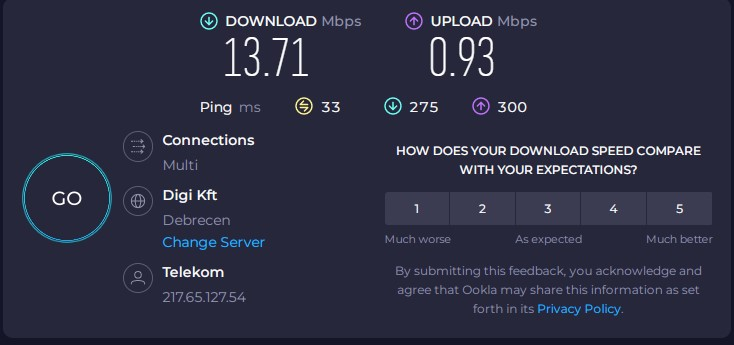 DOWNLOAD Mbps
13.71
UPLOAD Mbps
0.93
Ping ms 33 275 300
GO
Connections
Multi
Digi Kft
Debrecen
Change Server
Telekom
217.65.127.54
HOW DOES YOUR DOWNLOAD SPEED COMPARE
WITH YOUR EXPECTATIONS?
1 2 3 4 5
Much worse As expected Much better
By submitting this feedback, you acknowledge and
agree that Ookla may share this information as set
forth in its Privacy Policy.